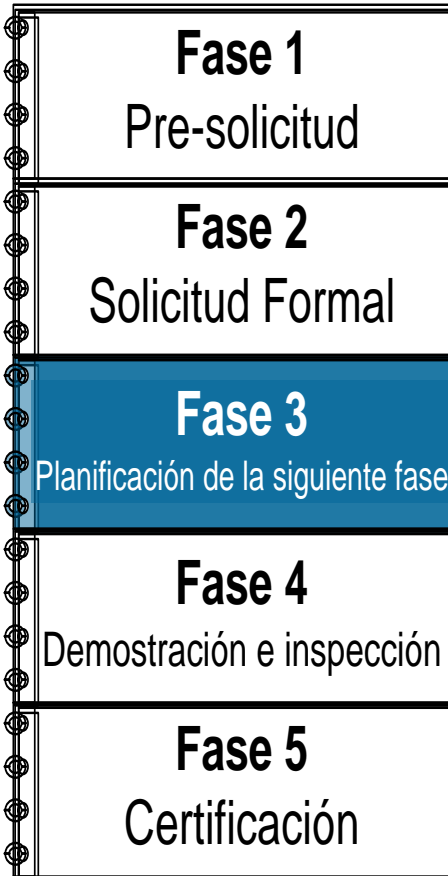 Fase 1
Pre-solicitud
Fase 2
Solicitud Formal
Fase 3
Planificación de la siguiente fase
Fase 4
Demostración e inspección
Fase 5
Certificación